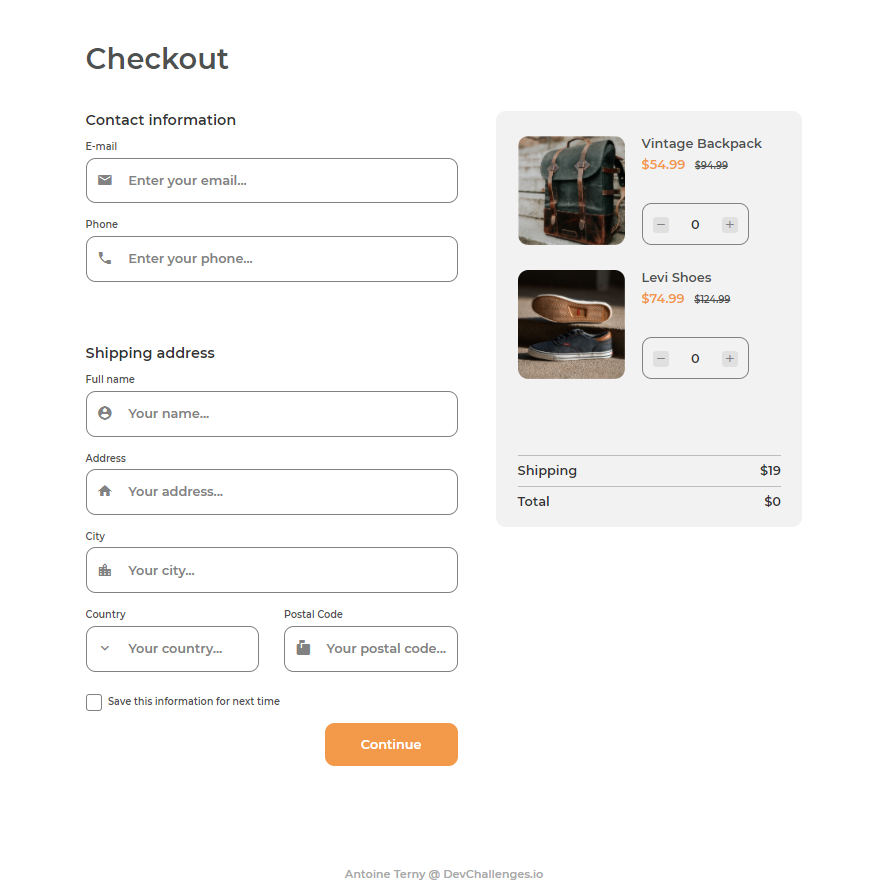 Checkout
Contact information
E-mail
Enter your email...
Phone
Enter your phone...
Shipping address
Full name
Your name...
Address
Your address...
City
Your city...
Country
Postal Code
Your country...
Your postal code...
Save this information for next time
Continue
Vintage Backpack
$54.99 $94.99
− 0 +
Levi Shoes
$74.99 $124.99
− 0 +
Shipping $19
Total $0
Antoine Terny @ DevChallenges.io